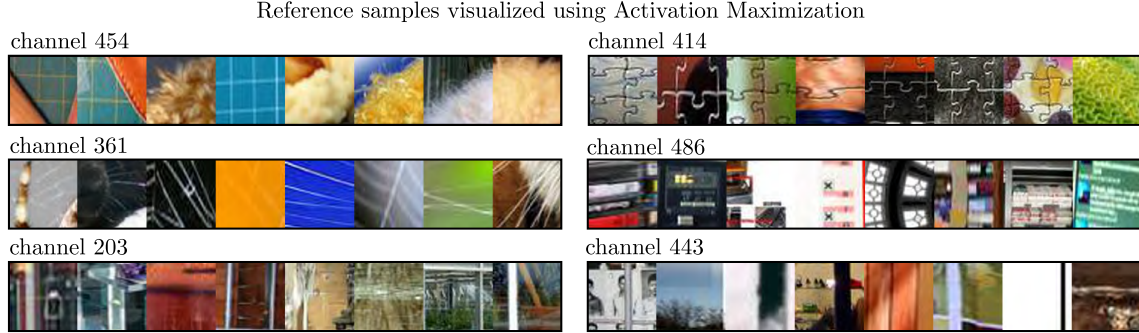 Reference samples visualized using Activation Maximization
channel 454
channel 414
channel 361
channel 486
channel 203
channel 443